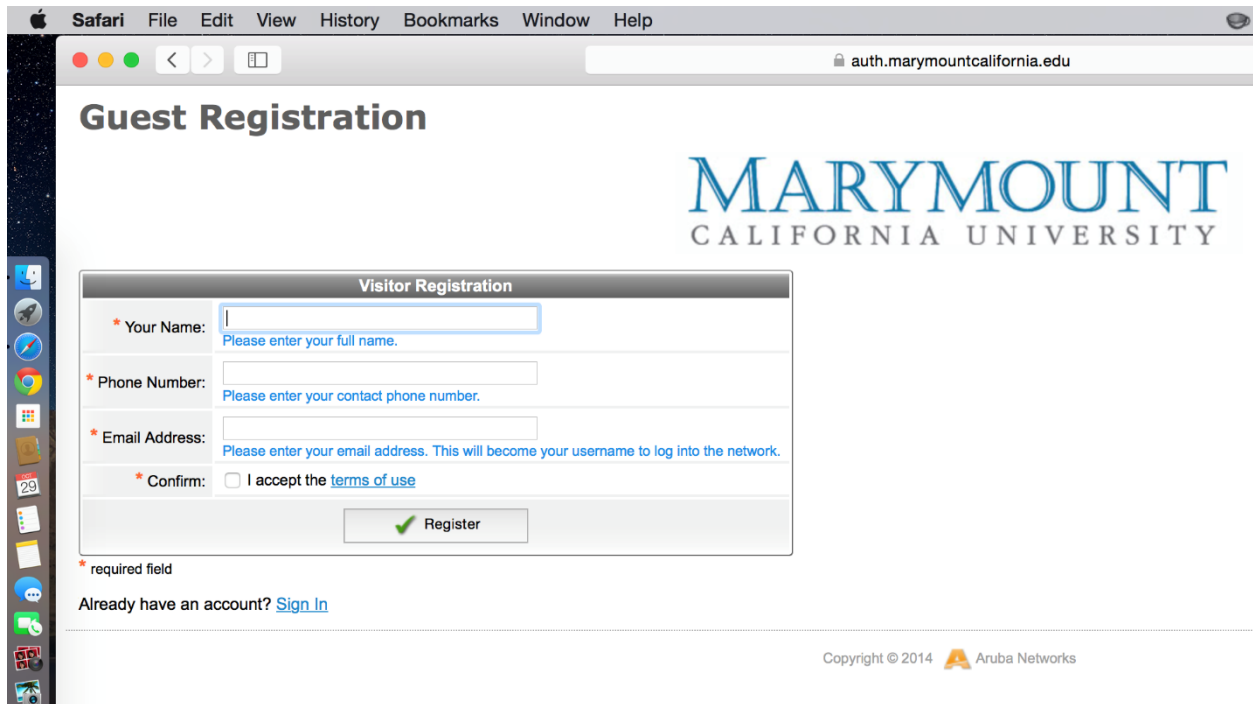 Safari File Edit View History Bookmarks Window Help
auth.marymountcalifornia.edu
Guest Registration
MARYMOUNT
CALIFORNIA UNIVERSITY
Visitor Registration
* Your Name:
Please enter your full name.
* Phone Number:
Please enter your contact phone number.
* Email Address:
Please enter your email address. This will become your username to log into the network.
* Confirm: I accept the terms of use
Register
* required field
Already have an account? Sign In
Copyright © 2014 Aruba Networks
OCT
29